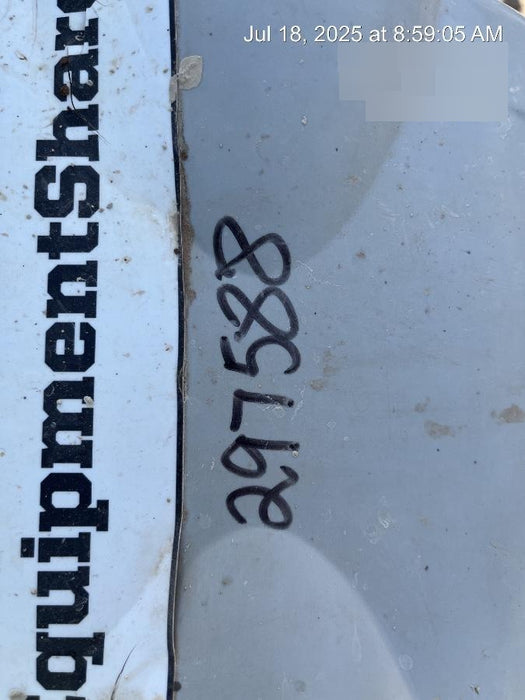 Jul 18, 2025 at 8:59:05 AM
EquipmentShare
297588